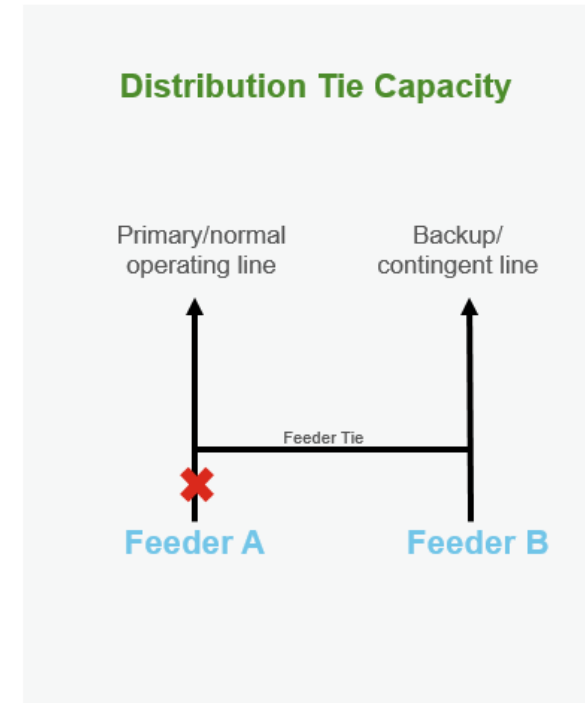 Distribution Tie Capacity
Primary/normal
operating line
Backup/
contingent line
Feeder Tie
Feeder A
Feeder B